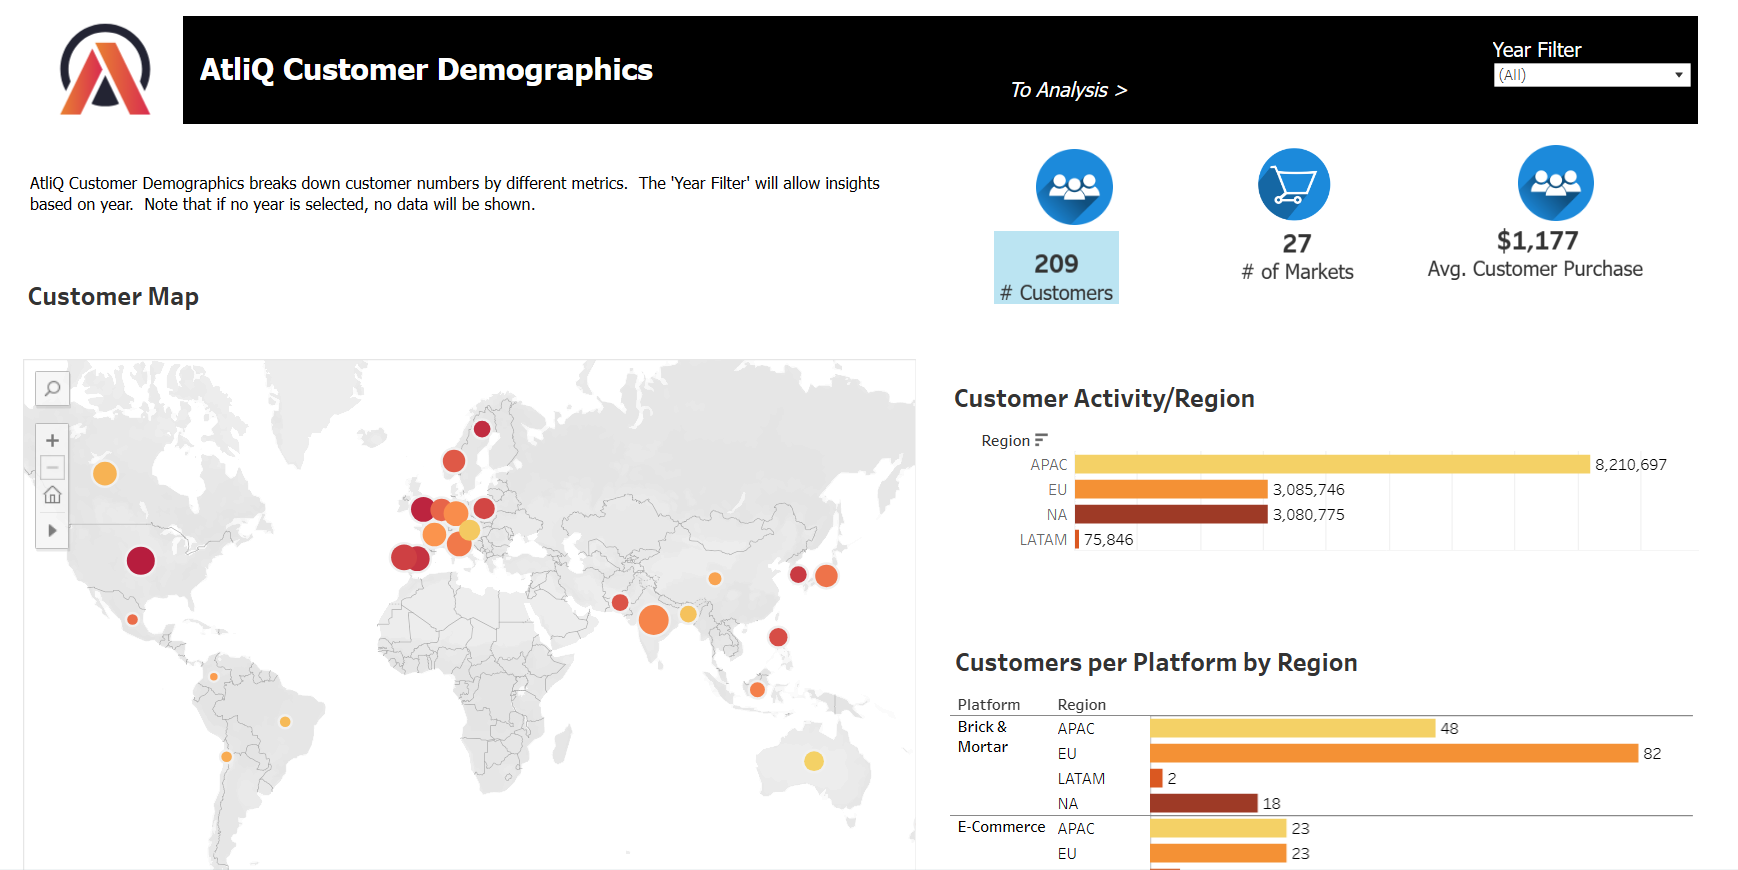 AtliQ Customer Demographics
To Analysis >
Year Filter
(All)
AtliQ Customer Demographics breaks down customer numbers by different metrics.  The 'Year Filter' will allow insights
based on year.  Note that if no year is selected, no data will be shown.
209
# Customers
27
# of Markets
$1,177
Avg. Customer Purchase
Customer Map
Customer Activity/Region
Region
APAC 8,210,697
EU 3,085,746
NA 3,080,775
LATAM 75,846
Customers per Platform by Region
Platform Region
Brick & APAC 48
Mortar
EU 82
LATAM 2
NA 18
E-Commerce APAC 23
EU 23